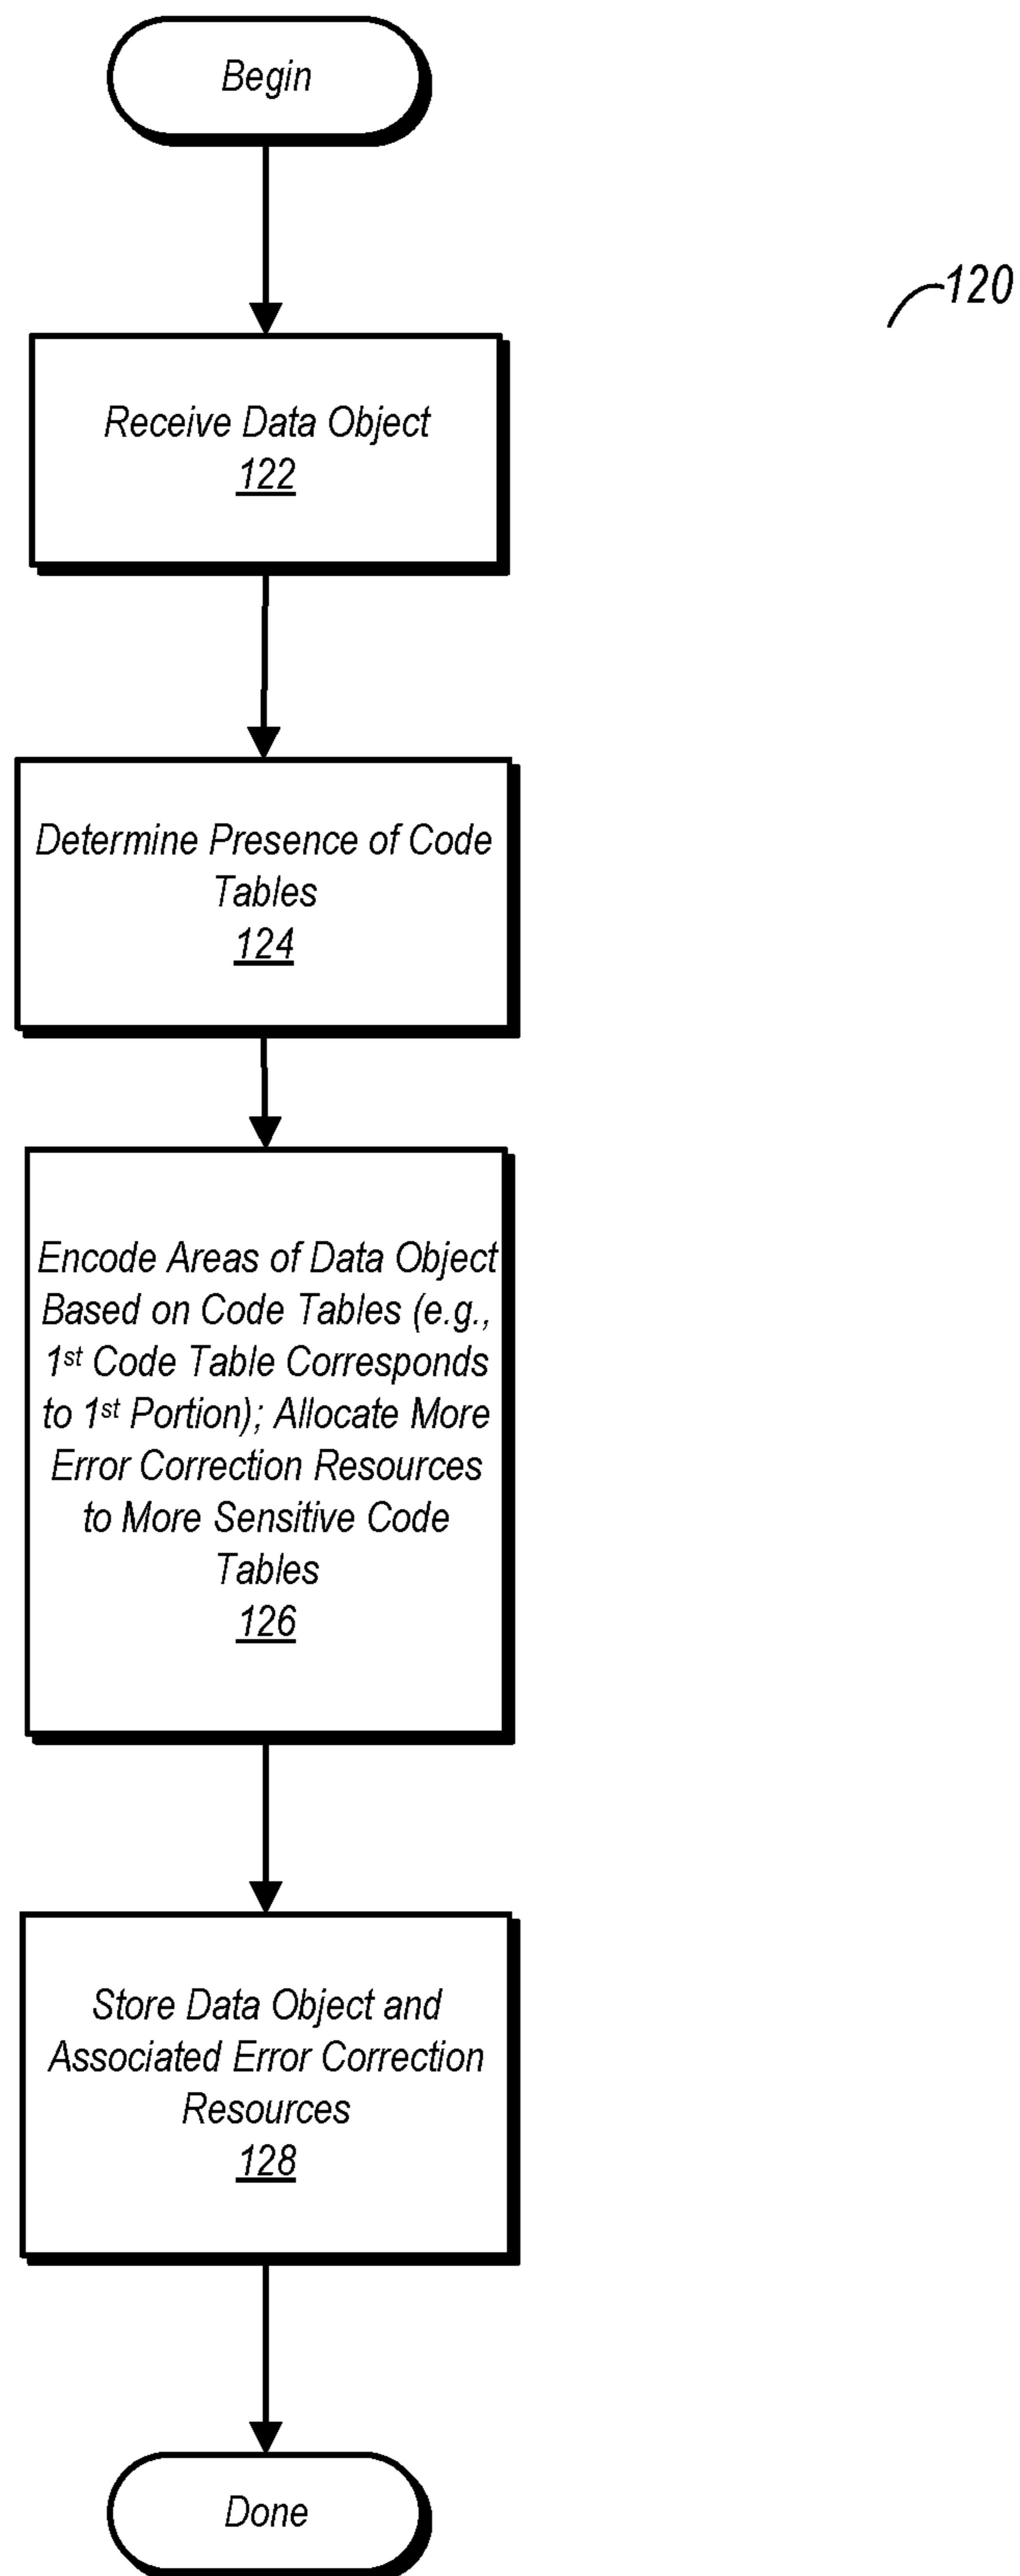 Begin
120
Receive Data Object
122
Determine Presence of Code
Tables
124
Encode Areas of Data Object
Based on Code Tables (e.g.,
1st Code Table Corresponds
to 1st Portion); Allocate More
Error Correction Resources
to More Sensitive Code
Tables
126
Store Data Object and
Associated Error Correction
Resources
128
Done